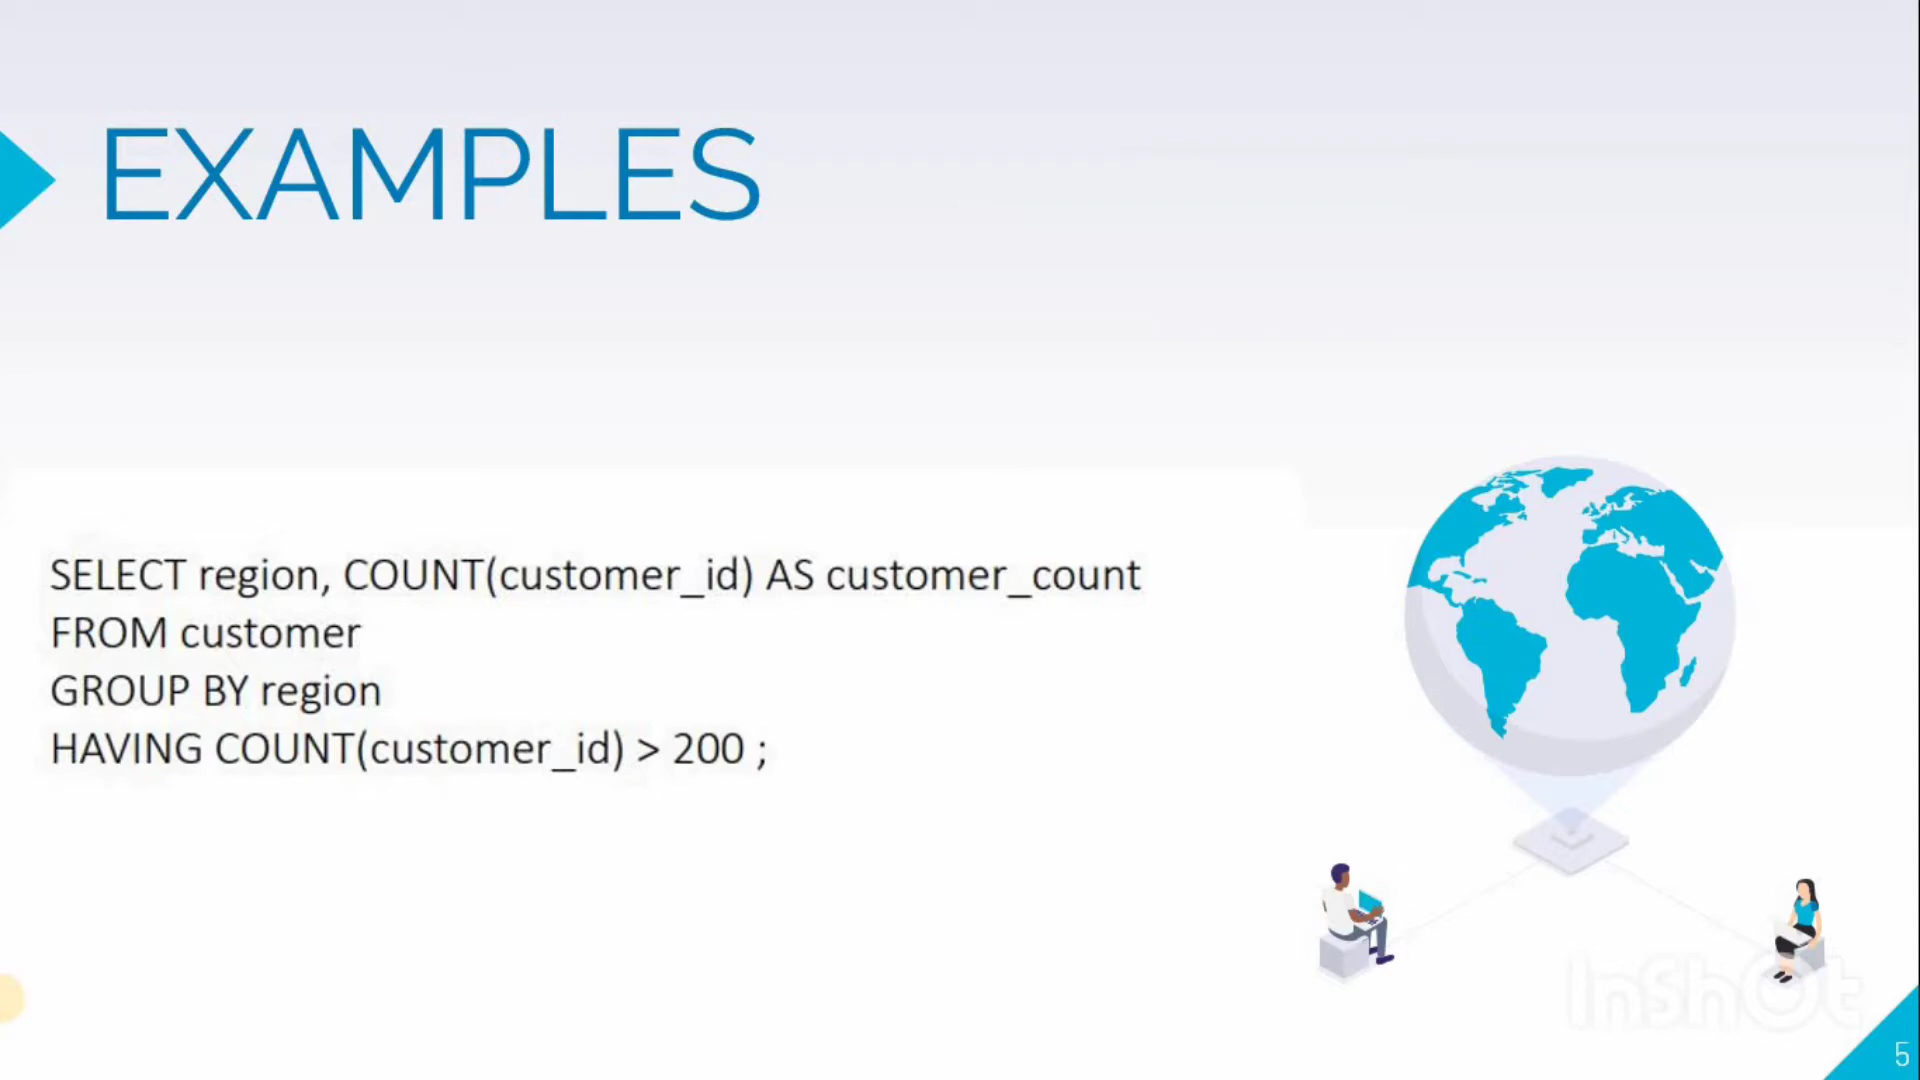 EXAMPLES
SELECT region, COUNT(customer_id) AS customer_count
FROM customer
GROUP BY region
HAVING COUNT(customer_id) > 200 ;
InShOt
5